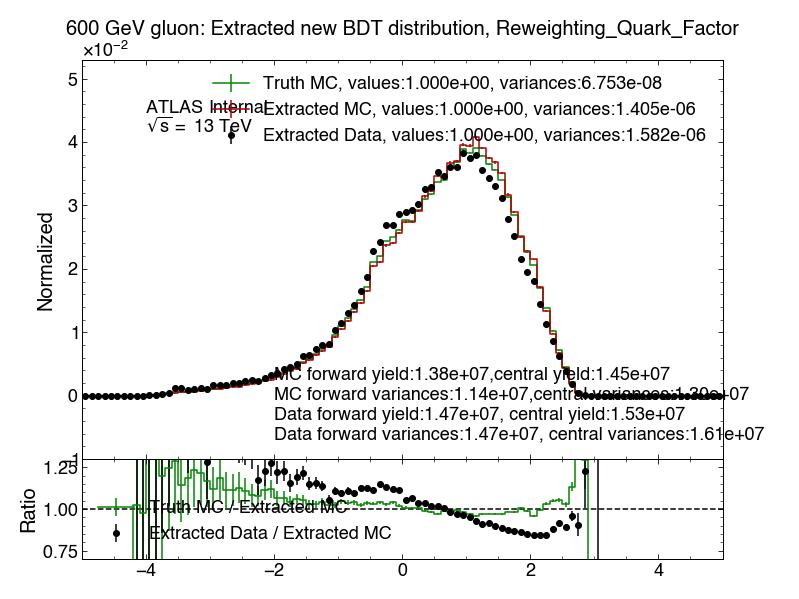 600 GeV gluon: Extracted new BDT distribution, Reweighting_Quark_Factor
×10⁻²
Truth MC, values:1.000e+00, variances:6.753e-08
ATLAS Internal
Extracted MC, values:1.000e+00, variances:1.405e-06
√s = 13 TeV
Extracted Data, values:1.000e+00, variances:1.582e-06
5
4
3
2
1
0
Normalized
MC forward yield:1.38e+07,central yield:1.45e+07
MC forward variances:1.14e+07,central variances:1.20e+07
Data forward yield:1.47e+07, central yield:1.53e+07
Data forward variances:1.47e+07, central variances:1.61e+07
1.25
1.00
0.75
Ratio
Truth MC / Extracted MC
Extracted Data / Extracted MC
−4 −2 0 2 4